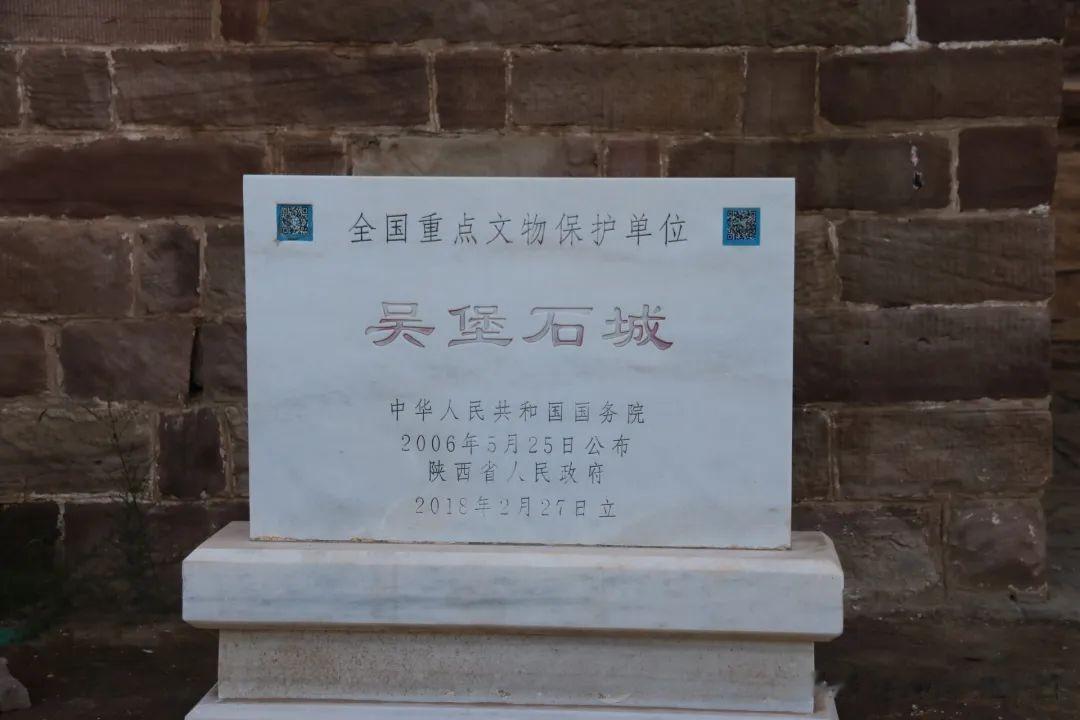 全国重点文物保护单位
吴堡石城
中华人民共和国国务院
2006年5月25日公布
陕西省人民政府
2018年2月27日立